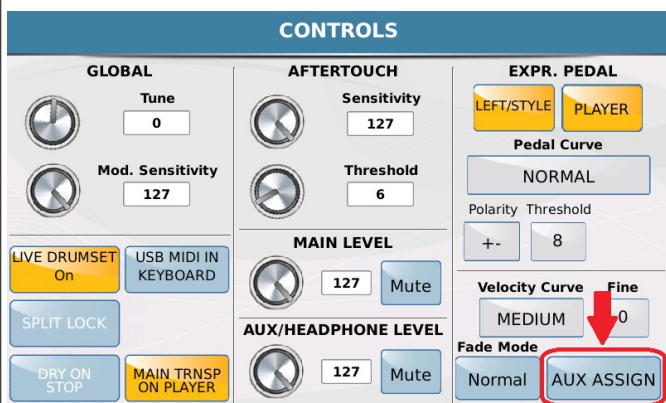 CONTROLS
GLOBAL
Tune
0
Mod. Sensitivity
127
LIVE DRUMSET
On
USB MIDI IN
KEYBOARD
SPLIT LOCK
DRY ON
STOP
MAIN TRNSP
ON PLAYER
AFTERTOUCH
Sensitivity
127
Threshold
6
MAIN LEVEL
127
Mute
AUX/HEADPHONE LEVEL
127
Mute
EXPR. PEDAL
LEFT/STYLE
PLAYER
Pedal Curve
NORMAL
Polarity Threshold
+-
8
Velocity Curve
Fine
MEDIUM
0
Fade Mode
Normal
AUX ASSIGN